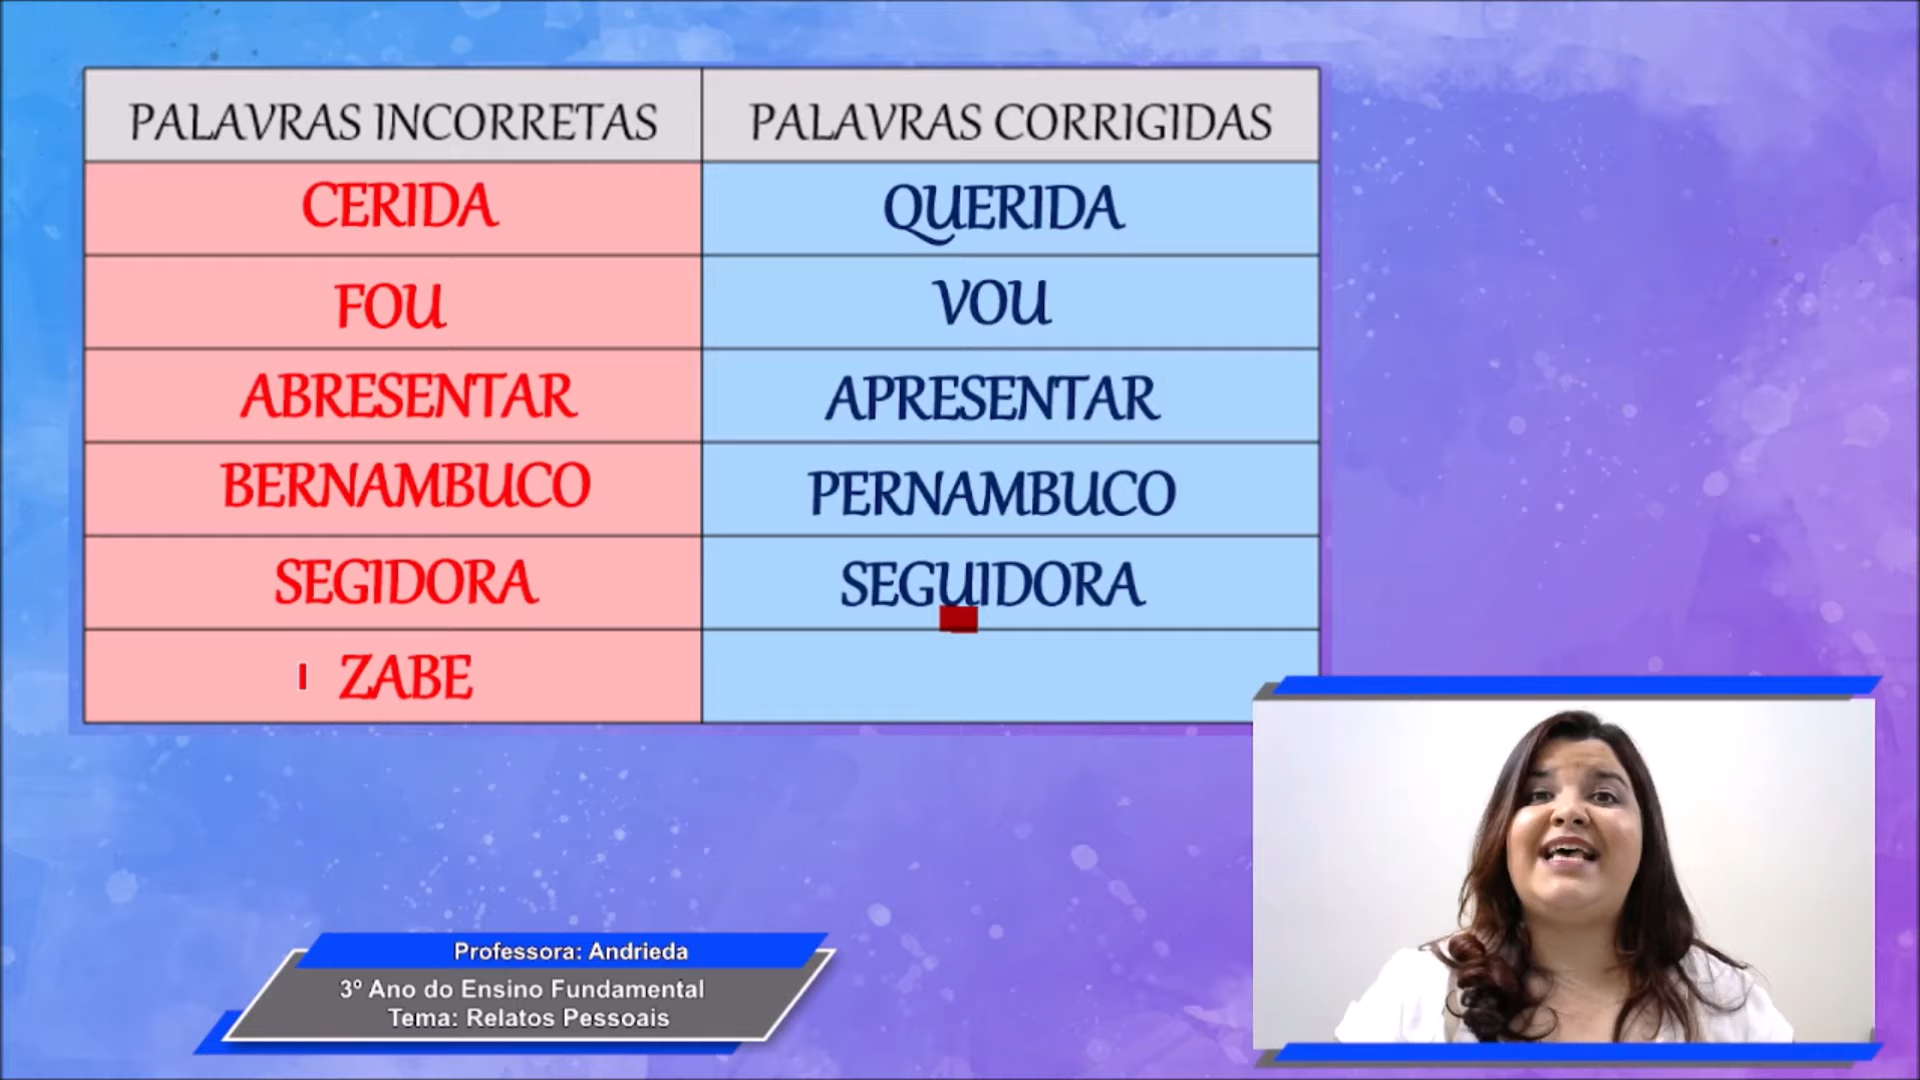 PALAVRAS INCORRETAS PALAVRAS CORRIGIDAS
CERIDA QUERIDA
FOU VOU
ABRESENTAR APRESENTAR
BERNAMBUCO PERNAMBUCO
SEGIDORA SEGUIDORA
ZABE
Professora: Andrieda
3º Ano do Ensino Fundamental
Tema: Relatos Pessoais